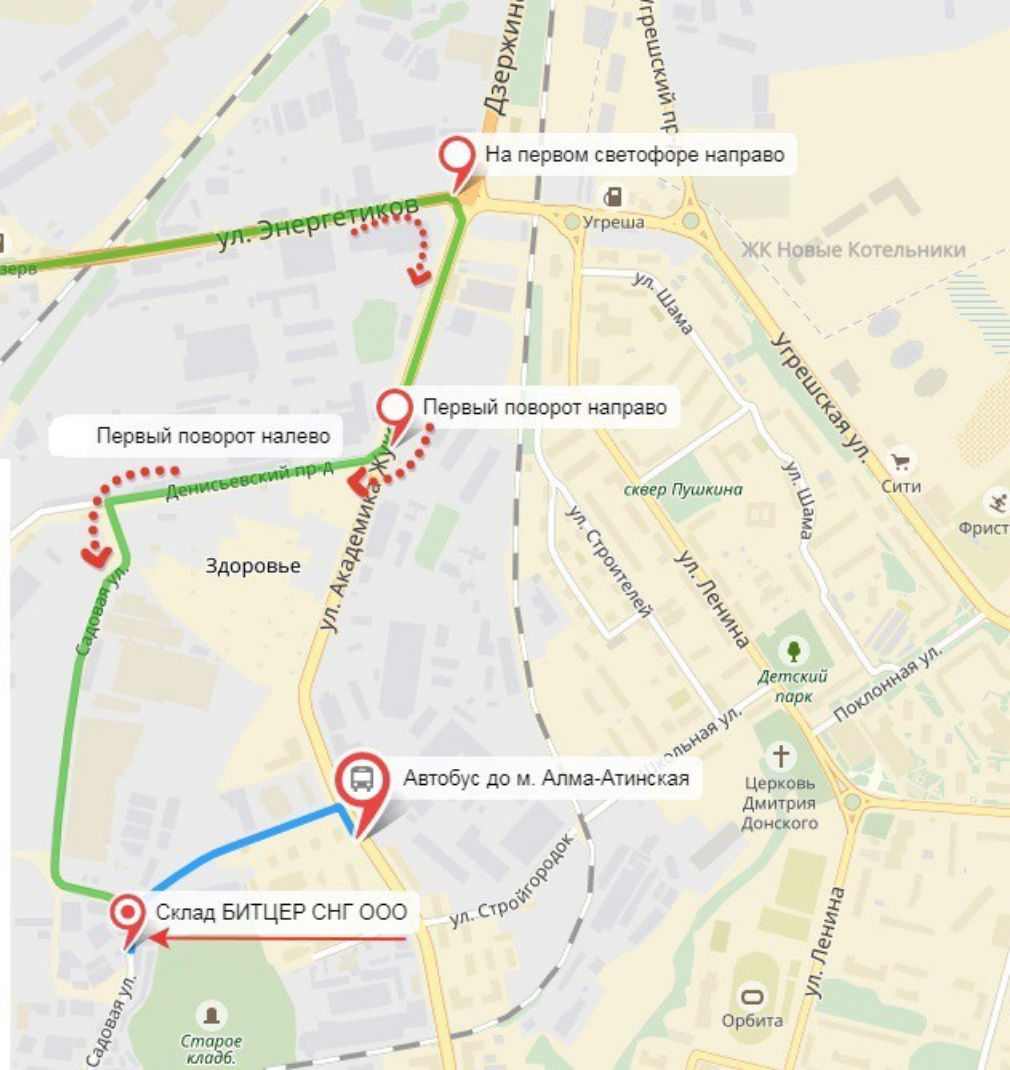 Дзержин
Угрешский пр-
На первом светофоре направо
ул. Энергетиков
Угреша
ЖК Новые Котельники
зерв
ул. Шама
Угрешская ул.
Первый поворот направо
Первый поворот налево
Денисьевский пр-д
ул. Академика Жу
Сити
сквер Пушкина
ул. Шама
Фрист
ул. Строителей
Здоровье
ул. Ленина
Садовая ул.
Детский
парк
Поклонная ул.
Школьная ул.
Автобус до м. Алма-Атинская
Церковь
Дмитрия
Донского
ул. Стройгородок
Склад БИТЦЕР СНГ ООО
ул. Ленина
Садовая ул.
Орбита
Старое
кладб.